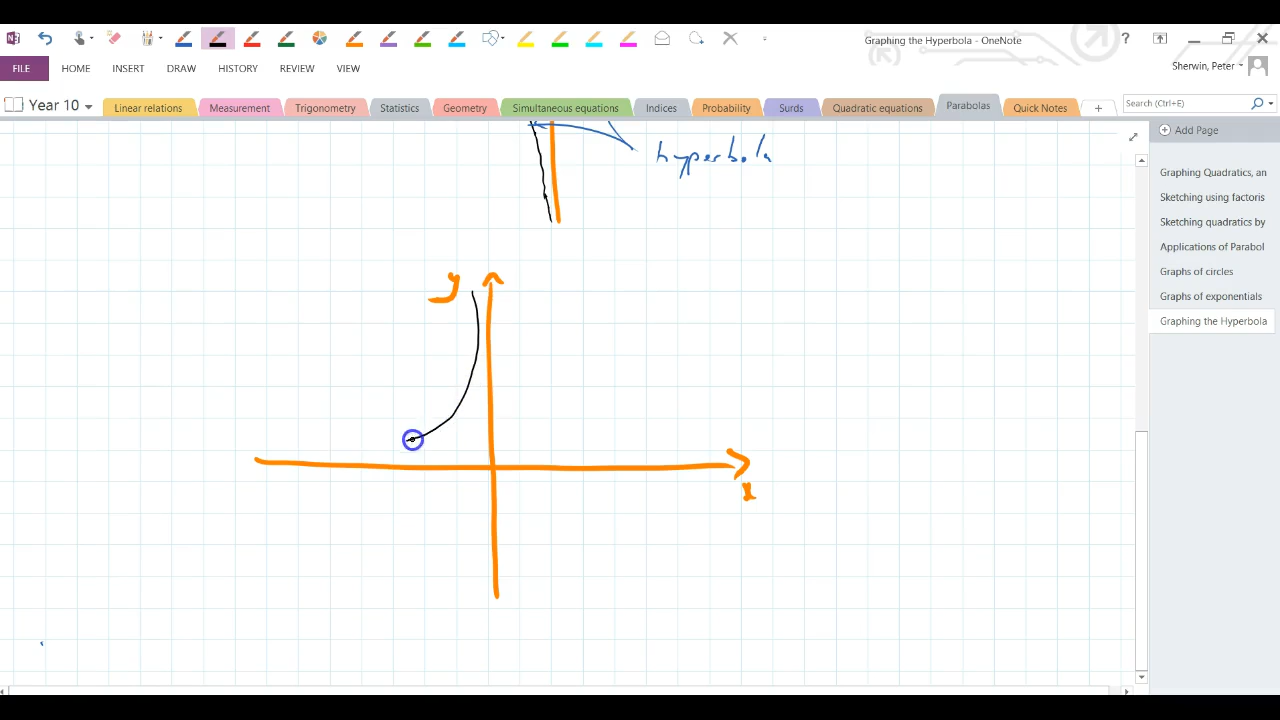 Graphing the Hyperbola - OneNote
?
FILE
HOME
INSERT
DRAW
HISTORY
REVIEW
VIEW
Sherwin, Peter
Year 10
Linear relations
Measurement
Trigonometry
Statistics
Geometry
Simultaneous equations
Indices
Probability
Surds
Quadratic equations
Parabolas
Quick Notes
+
Search (Ctrl+E)
Add Page
Graphing Quadratics, an
Sketching using factoris
Sketching quadratics by
Applications of Parabol
Graphs of circles
Graphs of exponentials
Graphing the Hyperbola
hyperbola
y
x